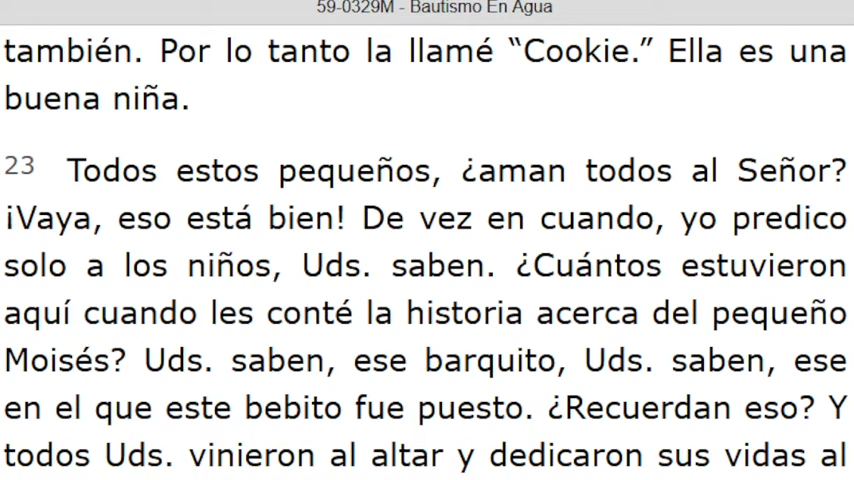 59-0329M - Bautismo En Agua
también. Por lo tanto la llamé “Cookie.” Ella es una
buena niña.
23 Todos estos pequeños, ¿aman todos al Señor?
¡Vaya, eso está bien! De vez en cuando, yo predico
solo a los niños, Uds. saben. ¿Cuántos estuvieron
aquí cuando les conté la historia acerca del pequeño
Moisés? Uds. saben, ese barquito, Uds. saben, ese
en el que este bebito fue puesto. ¿Recuerdan eso? Y
todos Uds. vinieron al altar y dedicaron sus vidas al